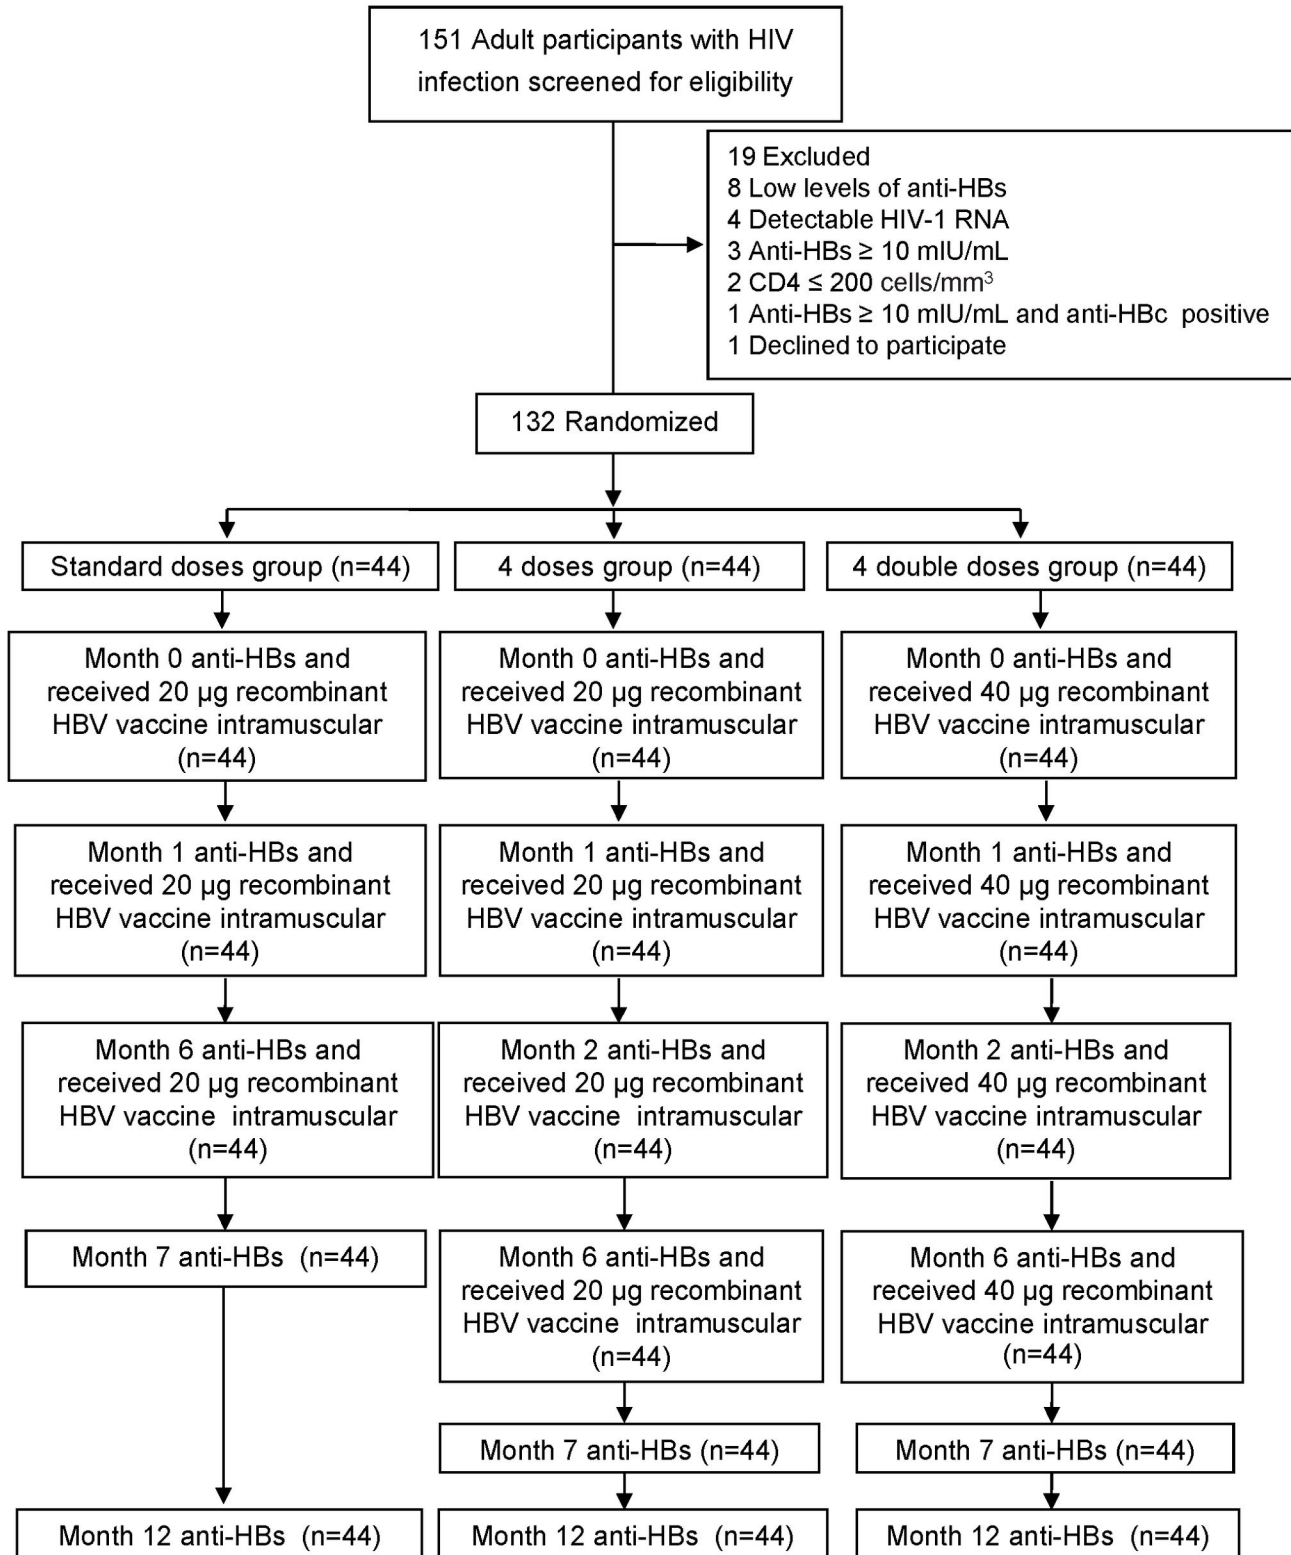 151 Adult participants with HIV
infection screened for eligibility
19 Excluded
8 Low levels of anti-HBs
4 Detectable HIV-1 RNA
3 Anti-HBs ≥ 10 mIU/mL
2 CD4 ≤ 200 cells/mm³
1 Anti-HBs ≥ 10 mIU/mL and anti-HBc positive
1 Declined to participate
132 Randomized
Standard doses group (n=44)
4 doses group (n=44)
4 double doses group (n=44)
Month 0 anti-HBs and
received 20 µg recombinant
HBV vaccine intramuscular
(n=44)
Month 0 anti-HBs and
received 20 µg recombinant
HBV vaccine intramuscular
(n=44)
Month 0 anti-HBs and
received 40 µg recombinant
HBV vaccine intramuscular
(n=44)
Month 1 anti-HBs and
received 20 µg recombinant
HBV vaccine intramuscular
(n=44)
Month 1 anti-HBs and
received 20 µg recombinant
HBV vaccine intramuscular
(n=44)
Month 1 anti-HBs and
received 40 µg recombinant
HBV vaccine intramuscular
(n=44)
Month 6 anti-HBs and
received 20 µg recombinant
HBV vaccine intramuscular
(n=44)
Month 2 anti-HBs and
received 20 µg recombinant
HBV vaccine intramuscular
(n=44)
Month 2 anti-HBs and
received 40 µg recombinant
HBV vaccine intramuscular
(n=44)
Month 7 anti-HBs (n=44)
Month 6 anti-HBs and
received 20 µg recombinant
HBV vaccine intramuscular
(n=44)
Month 6 anti-HBs and
received 40 µg recombinant
HBV vaccine intramuscular
(n=44)
Month 7 anti-HBs (n=44)
Month 7 anti-HBs (n=44)
Month 12 anti-HBs (n=44)
Month 12 anti-HBs (n=44)
Month 12 anti-HBs (n=44)